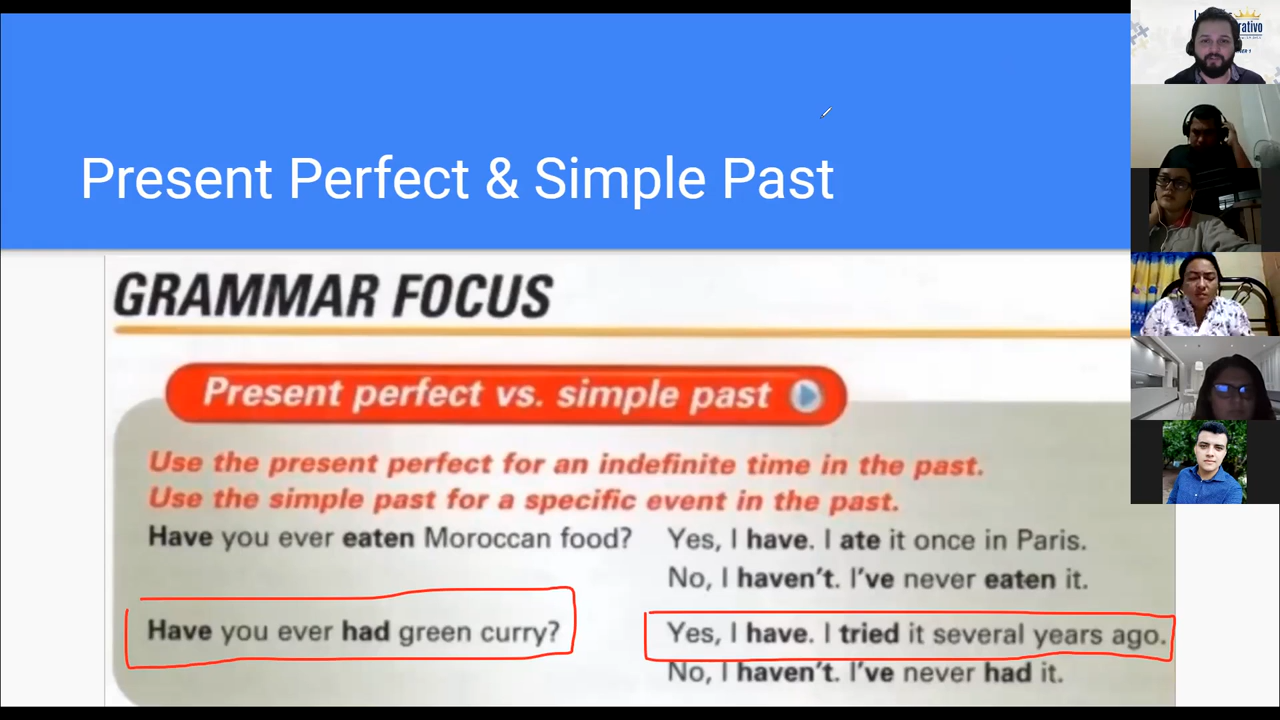 Present Perfect & Simple Past
GRAMMAR FOCUS
Present perfect vs. simple past
Use the present perfect for an indefinite time in the past.
Use the simple past for a specific event in the past.
Have you ever eaten Moroccan food?
Yes, I have. I ate it once in Paris.
No, I haven't. I've never eaten it.
Have you ever had green curry?
Yes, I have. I tried it several years ago.
No, I haven't. I've never had it.